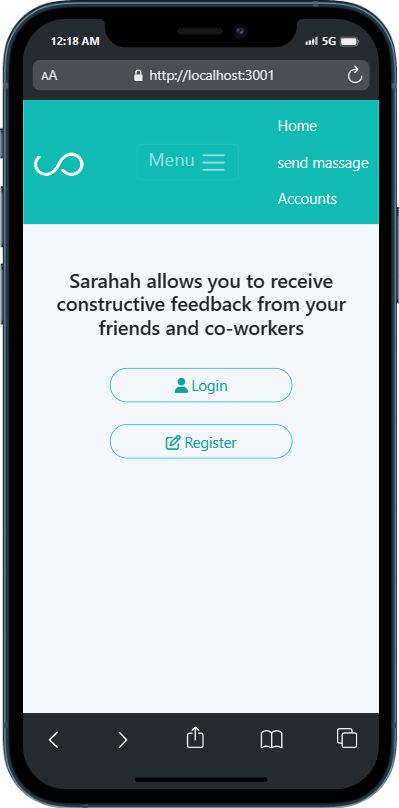 12:18 AM 5G
AA http://localhost:3001
Home
Menu
send massage
Accounts
Sarahah allows you to receive
constructive feedback from your
friends and co-workers
Login
Register